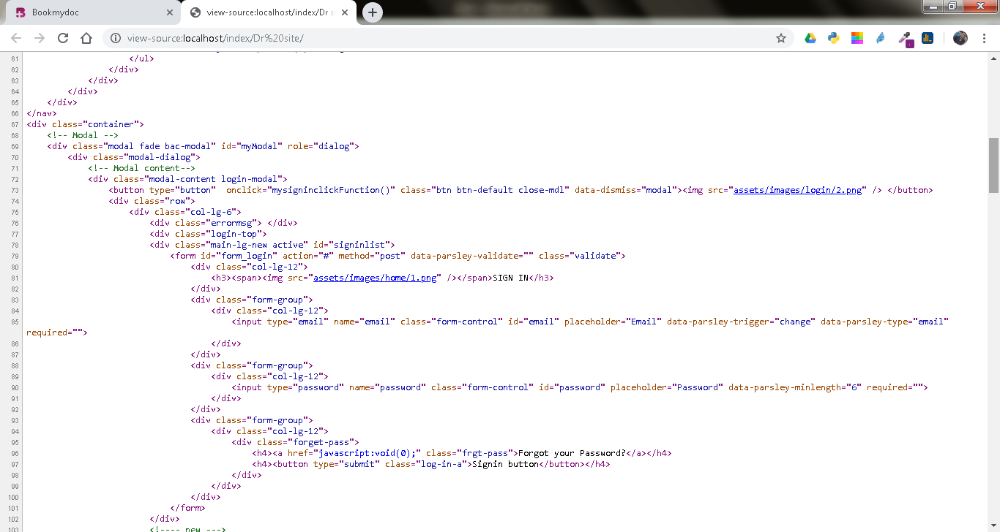 Bookmydoc
view-source:localhost/index/Dr s
view-source:localhost/index/Dr%20site/
61 </ul>
62 </div>
63 </div>
64 </div>
65 </div>
66 </nav>
67 <div class="container">
68 <!-- Modal -->
69 <div class="modal fade bac-modal" id="myModal" role="dialog">
70 <div class="modal-dialog">
71 <!-- Modal content-->
72 <div class="modal-content login-modal">
73 <button type="button"  onclick="mysigninclickFunction()" class="btn btn-default close-mdl" data-dismiss="modal"><img src="assets/images/login/2.png" /> </button>
74 <div class="row">
75 <div class="col-lg-6">
76 <div class="errormsg"> </div>
77 <div class="login-top">
78 <div class="main-lg-new active" id="signinlist">
79 <form id="form_login" action="#" method="post" data-parsley-validate="" class="validate">
80 <div class="col-lg-12">
81 <h3><span><img src="assets/images/home/1.png" /></span>SIGN IN</h3>
82 </div>
83 <div class="form-group">
84 <div class="col-lg-12">
85 <input type="email" name="email" class="form-control" id="email" placeholder="Email" data-parsley-trigger="change" data-parsley-type="email"
required="">
86 </div>
87 </div>
88 <div class="form-group">
89 <div class="col-lg-12">
90 <input type="password" name="password" class="form-control" id="password" placeholder="Password" data-parsley-minlength="6" required="">
91 </div>
92 </div>
93 <div class="form-group">
94 <div class="col-lg-12">
95 <div class="forget-pass">
96 <h4><a href="javascript:void(0);" class="frgt-pass">Forgot your Password?</a></h4>
97 <h4><button type="submit" class="log-in-a">Signin button</button></h4>
98 </div>
99 </div>
100 </div>
101 </form>
102 </div>
103 <!---- new --->